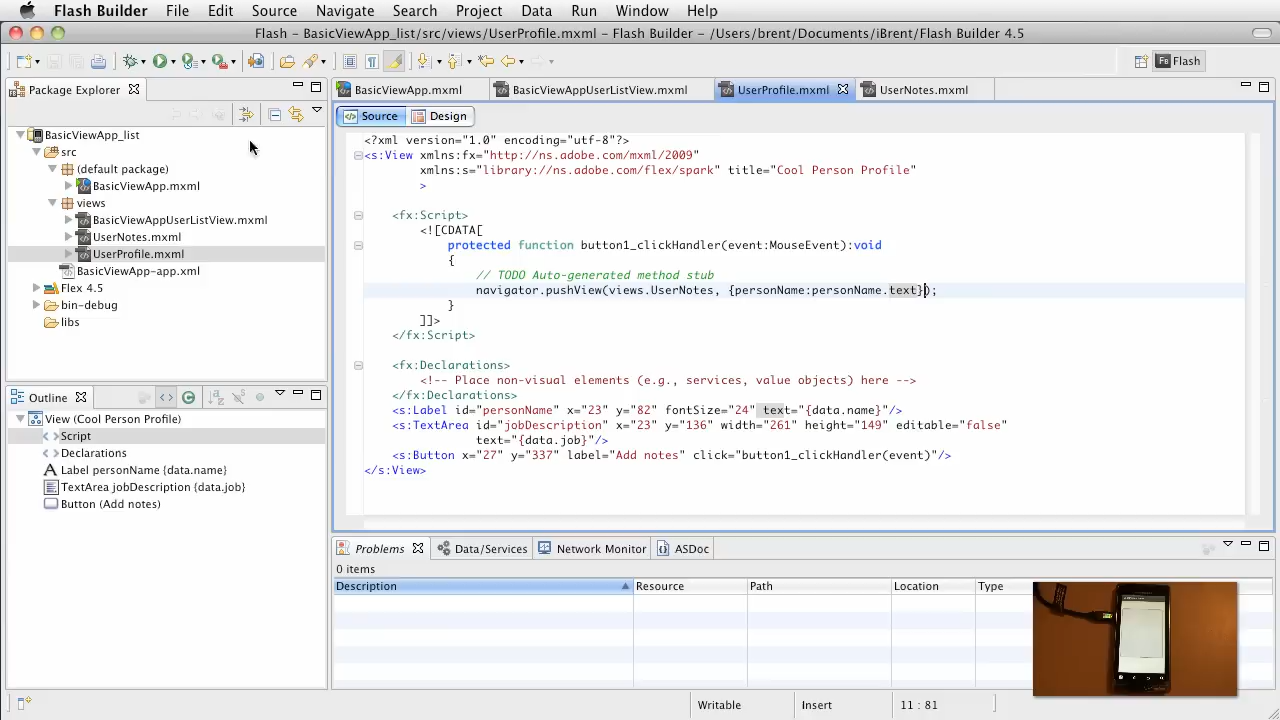 Flash Builder File Edit Source Navigate Search Project Data Run Window Help
Flash – BasicViewApp_list/src/views/UserProfile.mxml – Flash Builder – /Users/brent/Documents/iBrent/Flash Builder 4.5
Flash
Package Explorer
BasicViewApp_list
src
(default package)
BasicViewApp.mxml
views
BasicViewAppUserListView.mxml
UserNotes.mxml
UserProfile.mxml
BasicViewApp-app.xml
Flex 4.5
bin-debug
libs
Outline
View (Cool Person Profile)
Script
Declarations
Label personName {data.name}
TextArea jobDescription {data.job}
Button (Add notes)
BasicViewApp.mxml BasicViewAppUserListView.mxml UserProfile.mxml UserNotes.mxml
Source Design
<?xml version="1.0" encoding="utf-8"?>
<s:View xmlns:fx="http://ns.adobe.com/mxml/2009"
xmlns:s="library://ns.adobe.com/flex/spark" title="Cool Person Profile"
>
<fx:Script>
<![CDATA[
protected function button1_clickHandler(event:MouseEvent):void
{
// TODO Auto-generated method stub
navigator.pushView(views.UserNotes, {personName:personName.text});
}
]]>
</fx:Script>
<fx:Declarations>
<!-- Place non-visual elements (e.g., services, value objects) here -->
</fx:Declarations>
<s:Label id="personName" x="23" y="82" fontSize="24" text="{data.name}"/>
<s:TextArea id="jobDescription" x="23" y="136" width="261" height="149" editable="false"
text="{data.job}"/>
<s:Button x="27" y="337" label="Add notes" click="button1_clickHandler(event)"/>
</s:View>
Problems Data/Services Network Monitor ASDoc
0 items
Description Resource Path Location Type
Writable Insert 11 : 81